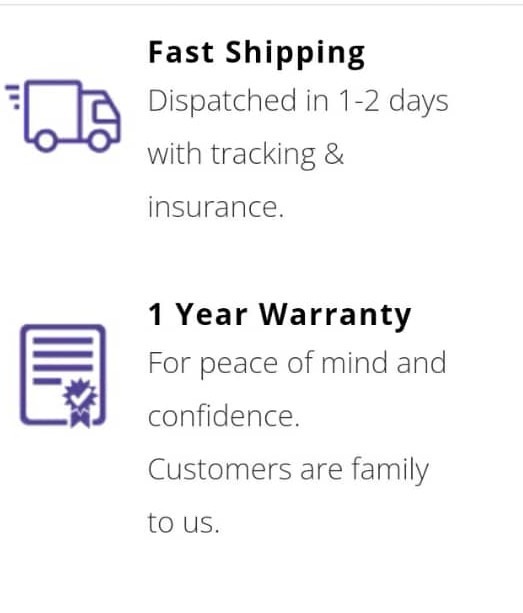 Fast Shipping
Dispatched in 1-2 days
with tracking &
insurance.
1 Year Warranty
For peace of mind and
confidence.
Customers are family
to us.